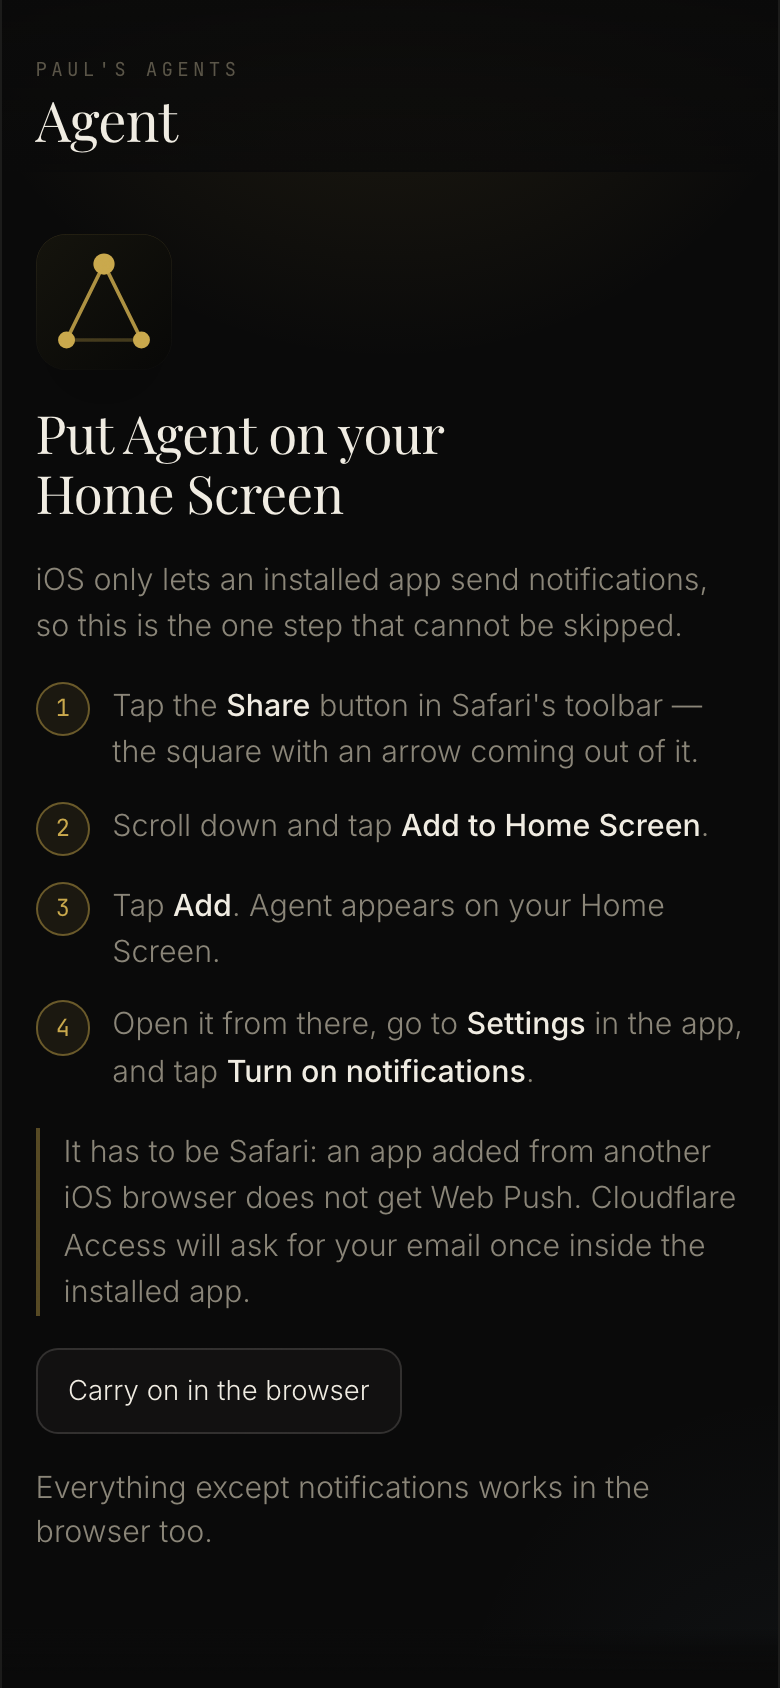 PAUL'S AGENTS
Agent
Put Agent on your
Home Screen
iOS only lets an installed app send notifications,
so this is the one step that cannot be skipped.
1 Tap the Share button in Safari's toolbar —
the square with an arrow coming out of it.
2 Scroll down and tap Add to Home Screen.
3 Tap Add. Agent appears on your Home
Screen.
4 Open it from there, go to Settings in the app,
and tap Turn on notifications.
It has to be Safari: an app added from another
iOS browser does not get Web Push. Cloudflare
Access will ask for your email once inside the
installed app.
Carry on in the browser
Everything except notifications works in the
browser too.